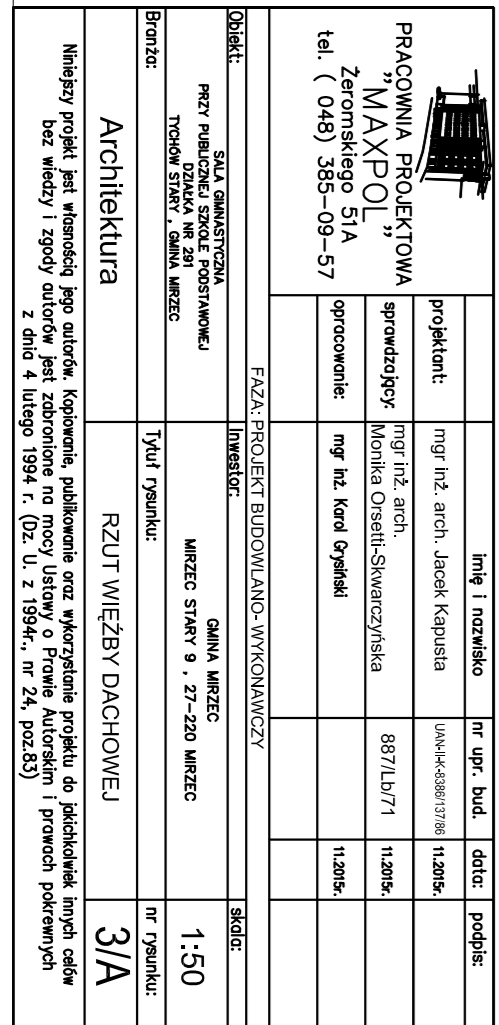 PRACOWNIA PROJEKTOWA
"MAXPOL"
Żeromskiego 51A
tel. ( 048) 385-09-57
imię i nazwisko
nr upr. bud.
data:
podpis:
projektant:
mgr inż. arch. Jacek Kapusta
UAN-II-K-8386/137/86
11.2015r.
sprawdzający:
mgr inż. arch.
Monika Orsetti-Skwarczyńska
887/Lb/71
11.2015r.
opracowanie:
mgr inż. Karol Grysiński
11.2015r.
FAZA: PROJEKT BUDOWLANO- WYKONAWCZY
Obiekt:
SALA GIMNASTYCZNA
PRZY PUBLICZNEJ SZKOLE PODSTAWOWEJ
DZIAŁKA NR 291
TYCHÓW STARY , GMINA MIRZEC
Inwestor:
GMINA MIRZEC
MIRZEC STARY 9 , 27-220 MIRZEC
skala:
1:50
Branża:
Architektura
Tytuł rysunku:
RZUT WIĘŹBY DACHOWEJ
nr rysunku:
3/A
Niniejszy projekt jest własnością jego autorów. Kopiowanie, publikowanie oraz wykorzystanie projektu do jakichkolwiek innych celów
bez wiedzy i zgody autorów jest zabronione na mocy Ustawy o Prawie Autorskim i prawach pokrewnych
z dnia 4 lutego 1994 r. (Dz. U. z 1994r., nr 24, poz.83)